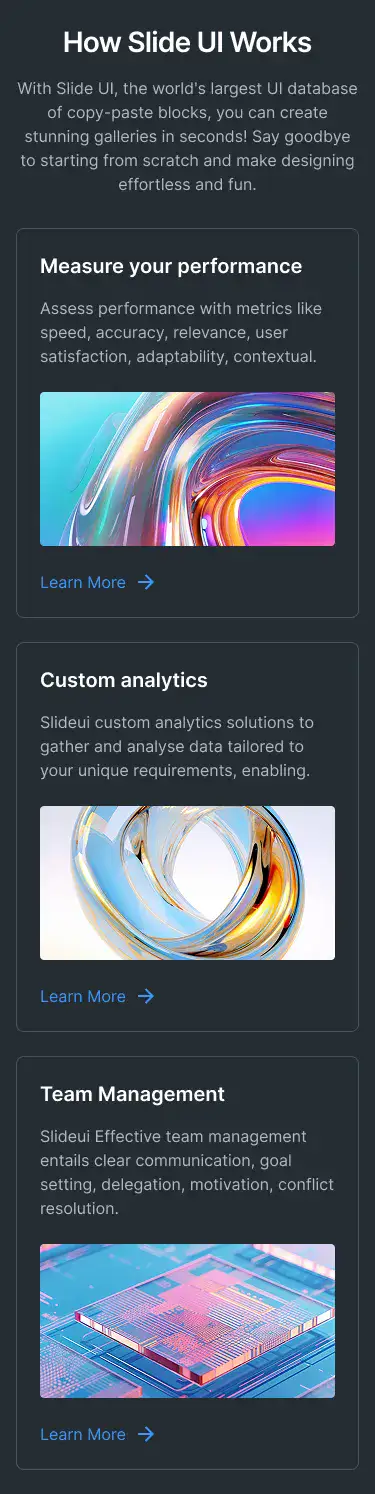 How Slide UI Works
With Slide UI, the world's largest UI database
of copy-paste blocks, you can create
stunning galleries in seconds! Say goodbye
to starting from scratch and make designing
effortless and fun.
Measure your performance
Assess performance with metrics like
speed, accuracy, relevance, user
satisfaction, adaptability, contextual.
Learn More
Custom analytics
Slideui custom analytics solutions to
gather and analyse data tailored to
your unique requirements, enabling.
Learn More
Team Management
Slideui Effective team management
entails clear communication, goal
setting, delegation, motivation, conflict
resolution.
Learn More